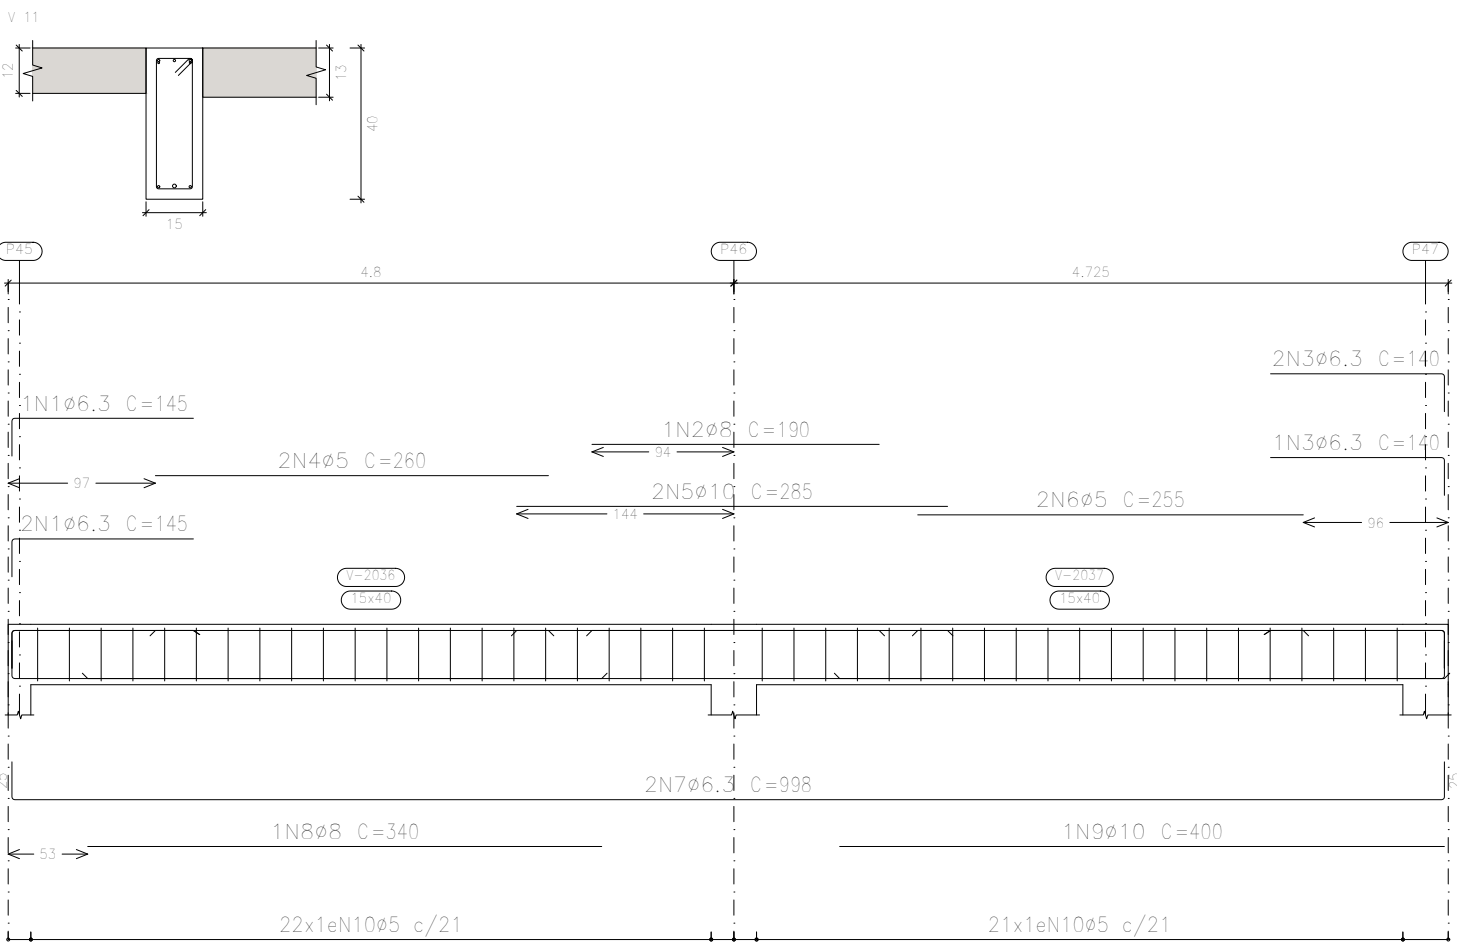 V 11
12
13
40
15
P45
P46
P47
4.8
4.725
2N3ø6.3 C=140
1N1ø6.3 C=145
1N2ø8 C=190
94
1N3ø6.3 C=140
2N4ø5 C=260
97
2N5ø10 C=285
144
2N6ø5 C=255
96
2N1ø6.3 C=145
V-2036
15x40
V-2037
15x40
25
2N7ø6.3 C=998
25
1N8ø8 C=340
53
1N9ø10 C=400
22x1eN10ø5 c/21
21x1eN10ø5 c/21